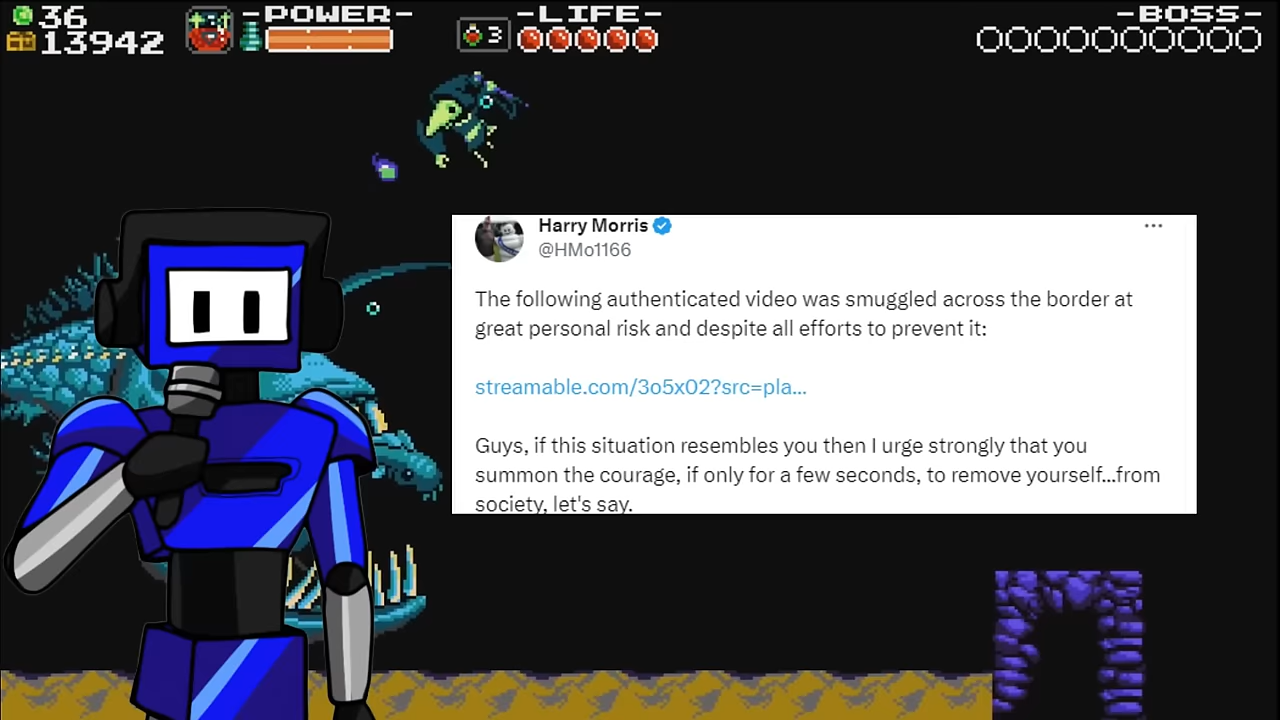 36
13942
-POWER-
3
-LIFE-
-BOSS-
Harry Morris
@HMo1166
The following authenticated video was smuggled across the border at
great personal risk and despite all efforts to prevent it:
streamable.com/3o5x02?src=pla...
Guys, if this situation resembles you then I urge strongly that you
summon the courage, if only for a few seconds, to remove yourself...from
society, let's say.